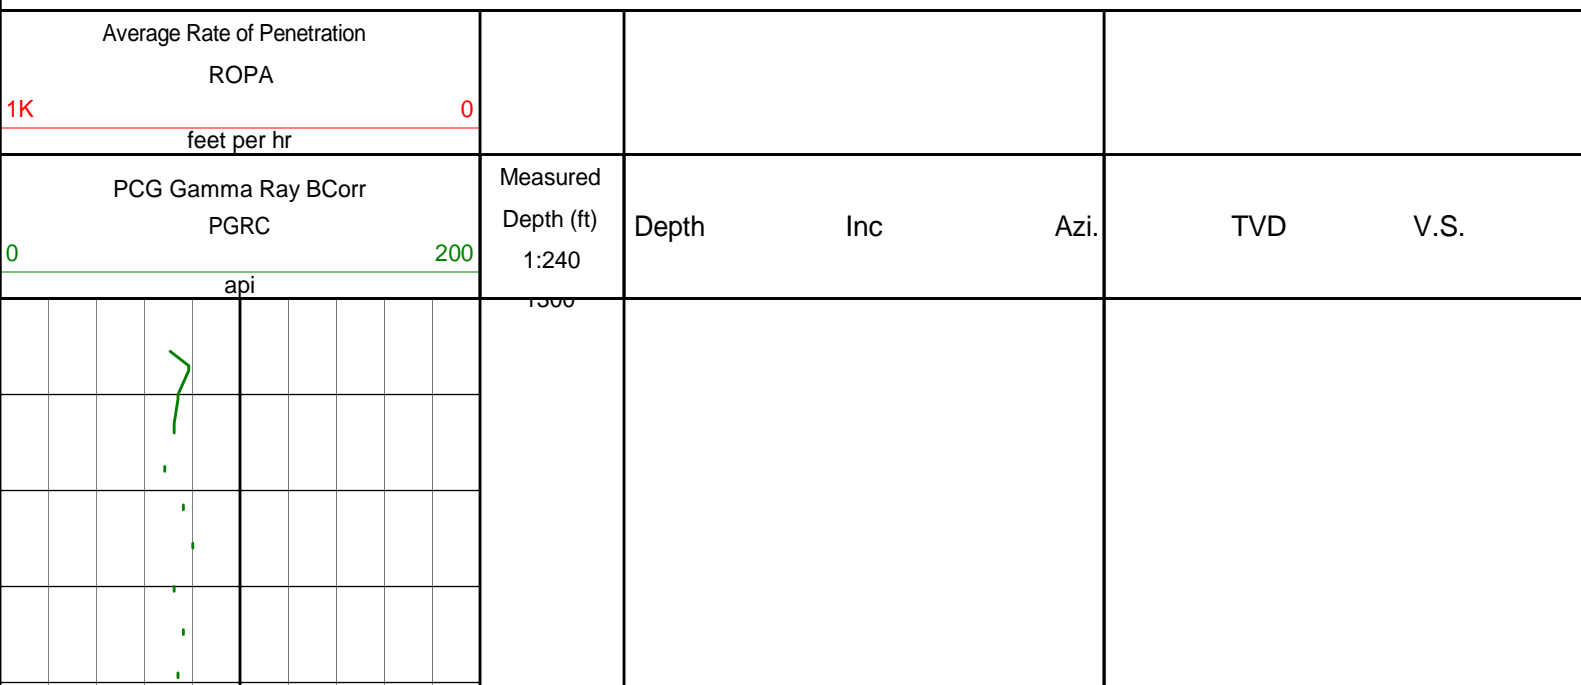 Average Rate of Penetration
ROPA
1K 0
feet per hr
PCG Gamma Ray BCorr
PGRC
0 200
api
Measured
Depth (ft)
1:240
Depth Inc Azi.
TVD V.S.